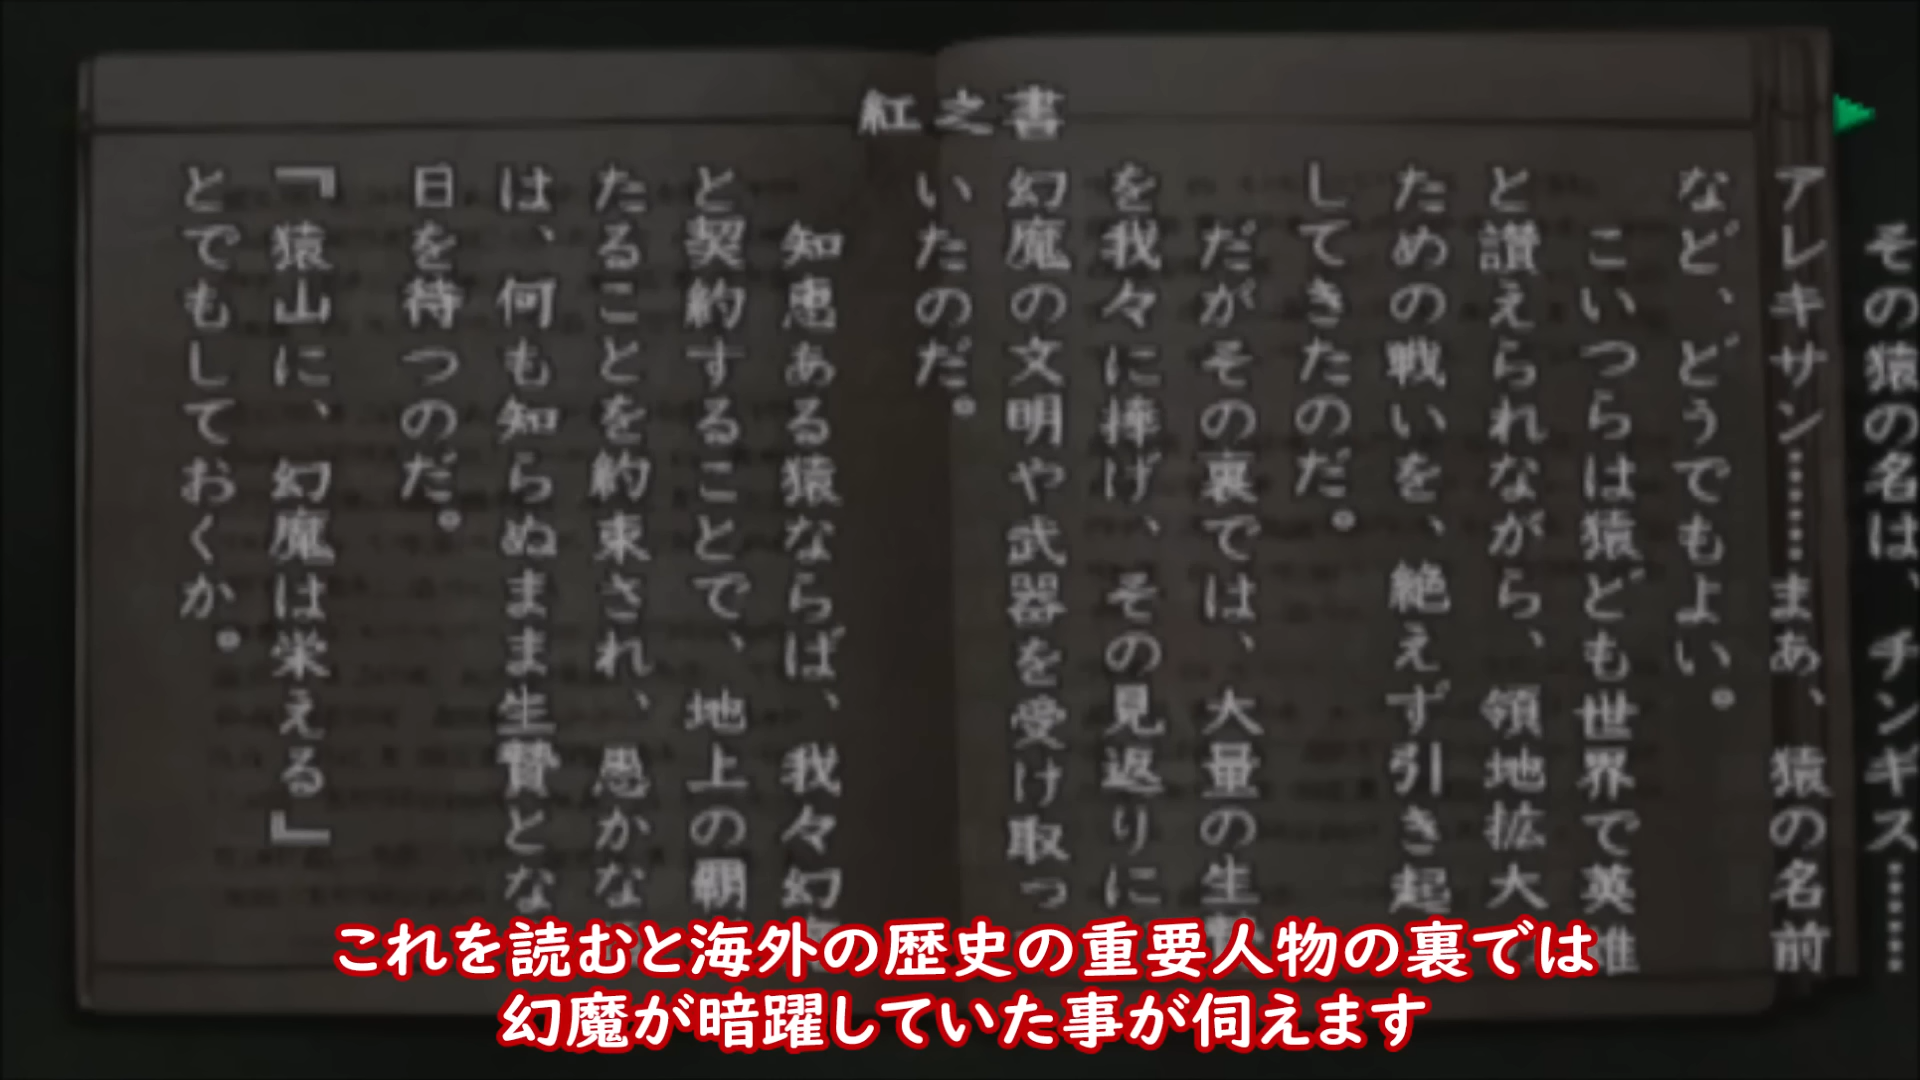 紅之書
その猿の名は、チンギス……
アレキサン……まぁ、猿の名前
など、どうでもよい。
こいつらは猿ども世界で英雄
と讃えられながら、領地拡大
ための戦いを、絶えず引き起
してきたのだ。
だがその裏では、大量の生
を我々に捧げ、その見返りに
幻魔の文明や武器を受け取っ
いたのだ。
知恵ある猿ならば、我々幻
と契約することで、地上の覇
たることを約束され、愚かな
は、何も知らぬまま生贄とな
日を待つのだ。
『猿山に、幻魔は栄える』
とでもしておくか。
これを読むと海外の歴史の重要人物の裏では
幻魔が暗躍していた事が伺えます